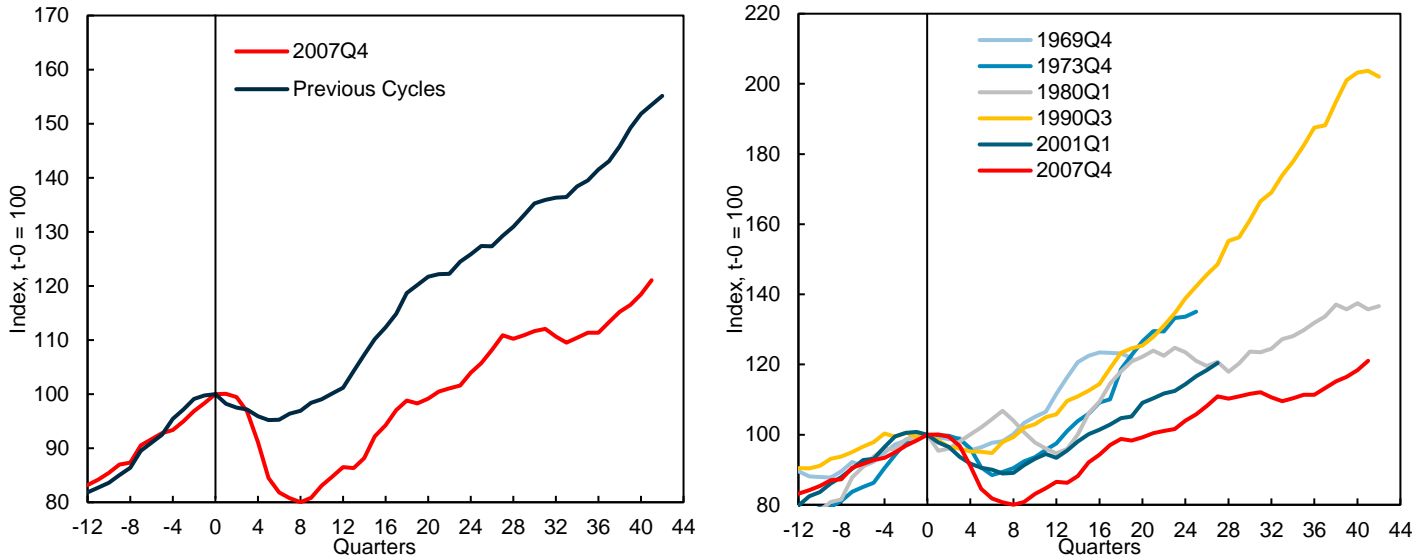 170
160
150
140
130
120
110
100
90
80
Index, t-0 = 100
2007Q4
Previous Cycles
-12 -8 -4 0 4 8 12 16 20 24 28 32 36 40 44
Quarters
220
200
180
160
140
120
100
80
Index, t-0 = 100
1969Q4
1973Q4
1980Q1
1990Q3
2001Q1
2007Q4
-12 -8 -4 0 4 8 12 16 20 24 28 32 36 40 44
Quarters